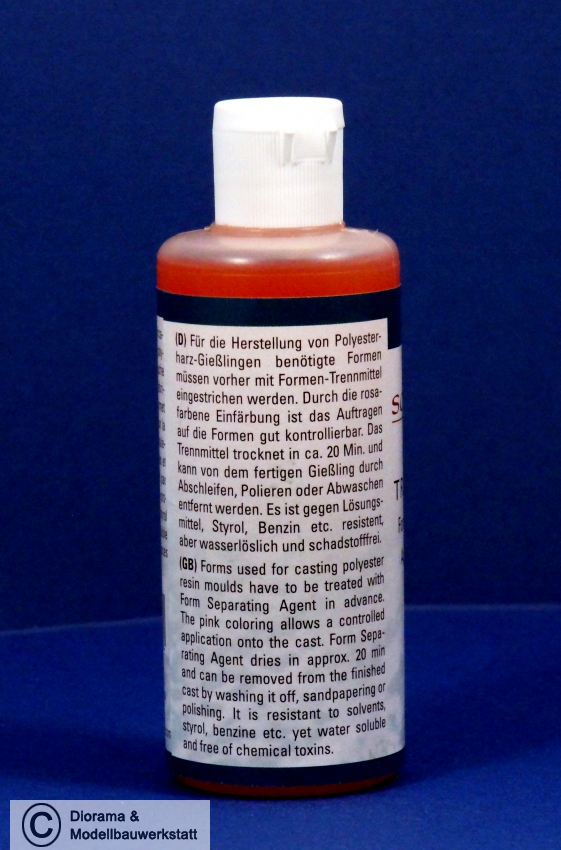 (D) Für die Herstellung von Polyester-
harz-Gießlingen benötigte Formen
müssen vorher mit Formen-Trennmittel
eingestrichen werden. Durch die rosa-
farbene Einfärbung ist das Auftragen
auf die Formen gut kontrollierbar. Das
Trennmittel trocknet in ca. 20 Min. und
kann von dem fertigen Gießling durch
Abschleifen, Polieren oder Abwaschen
entfernt werden. Es ist gegen Lösungs-
mittel, Styrol, Benzin etc. resistent,
aber wasserlöslich und schadstofffrei.
(GB) Forms used for casting polyester
resin moulds have to be treated with
Form Separating Agent in advance.
The pink coloring allows a controlled
application onto the cast. Form Sepa-
rating Agent dries in approx. 20 min
and can be removed from the finished
cast by washing it off, sandpapering or
polishing. It is resistant to solvents,
styrol, benzine etc. yet water soluble
and free of chemical toxins.
© Diorama &
Modellbauwerkstatt